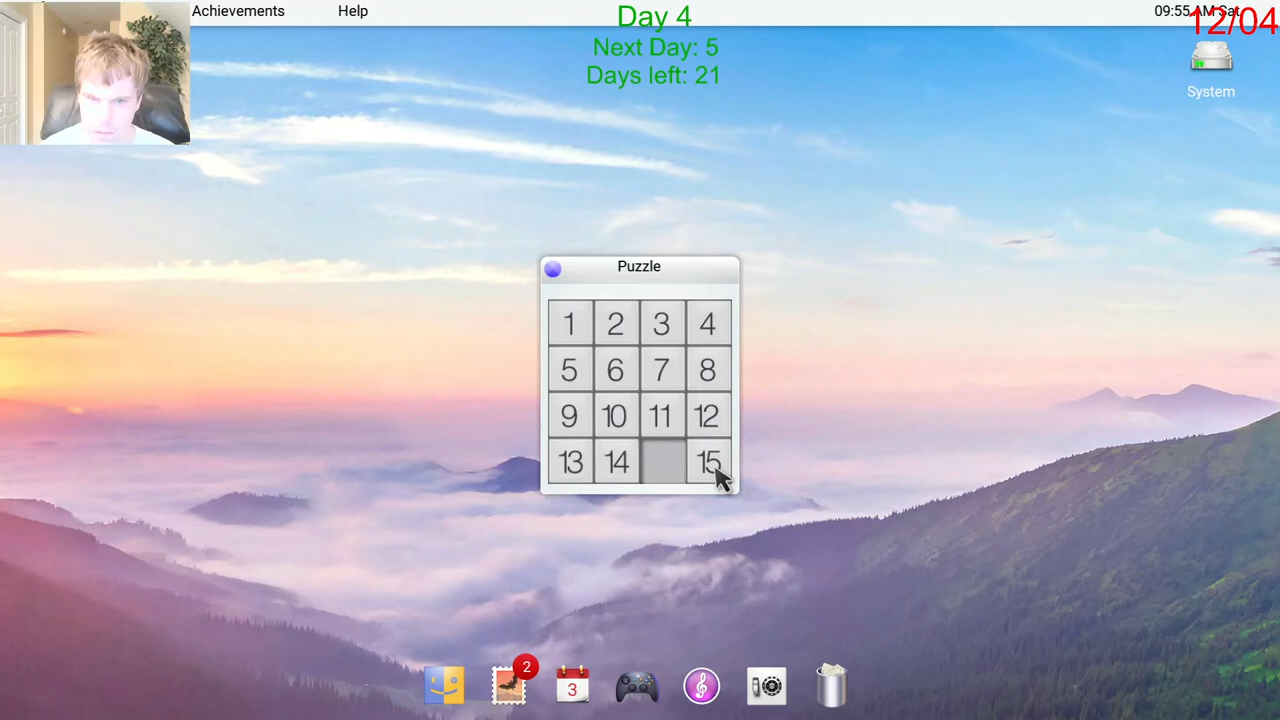 Achievements Help
Day 4
09:55 AM Sat
12/04
Next Day: 5
Days left: 21
System
Puzzle
1 2 3 4
5 6 7 8
9 10 11 12
13 14 15
2
3